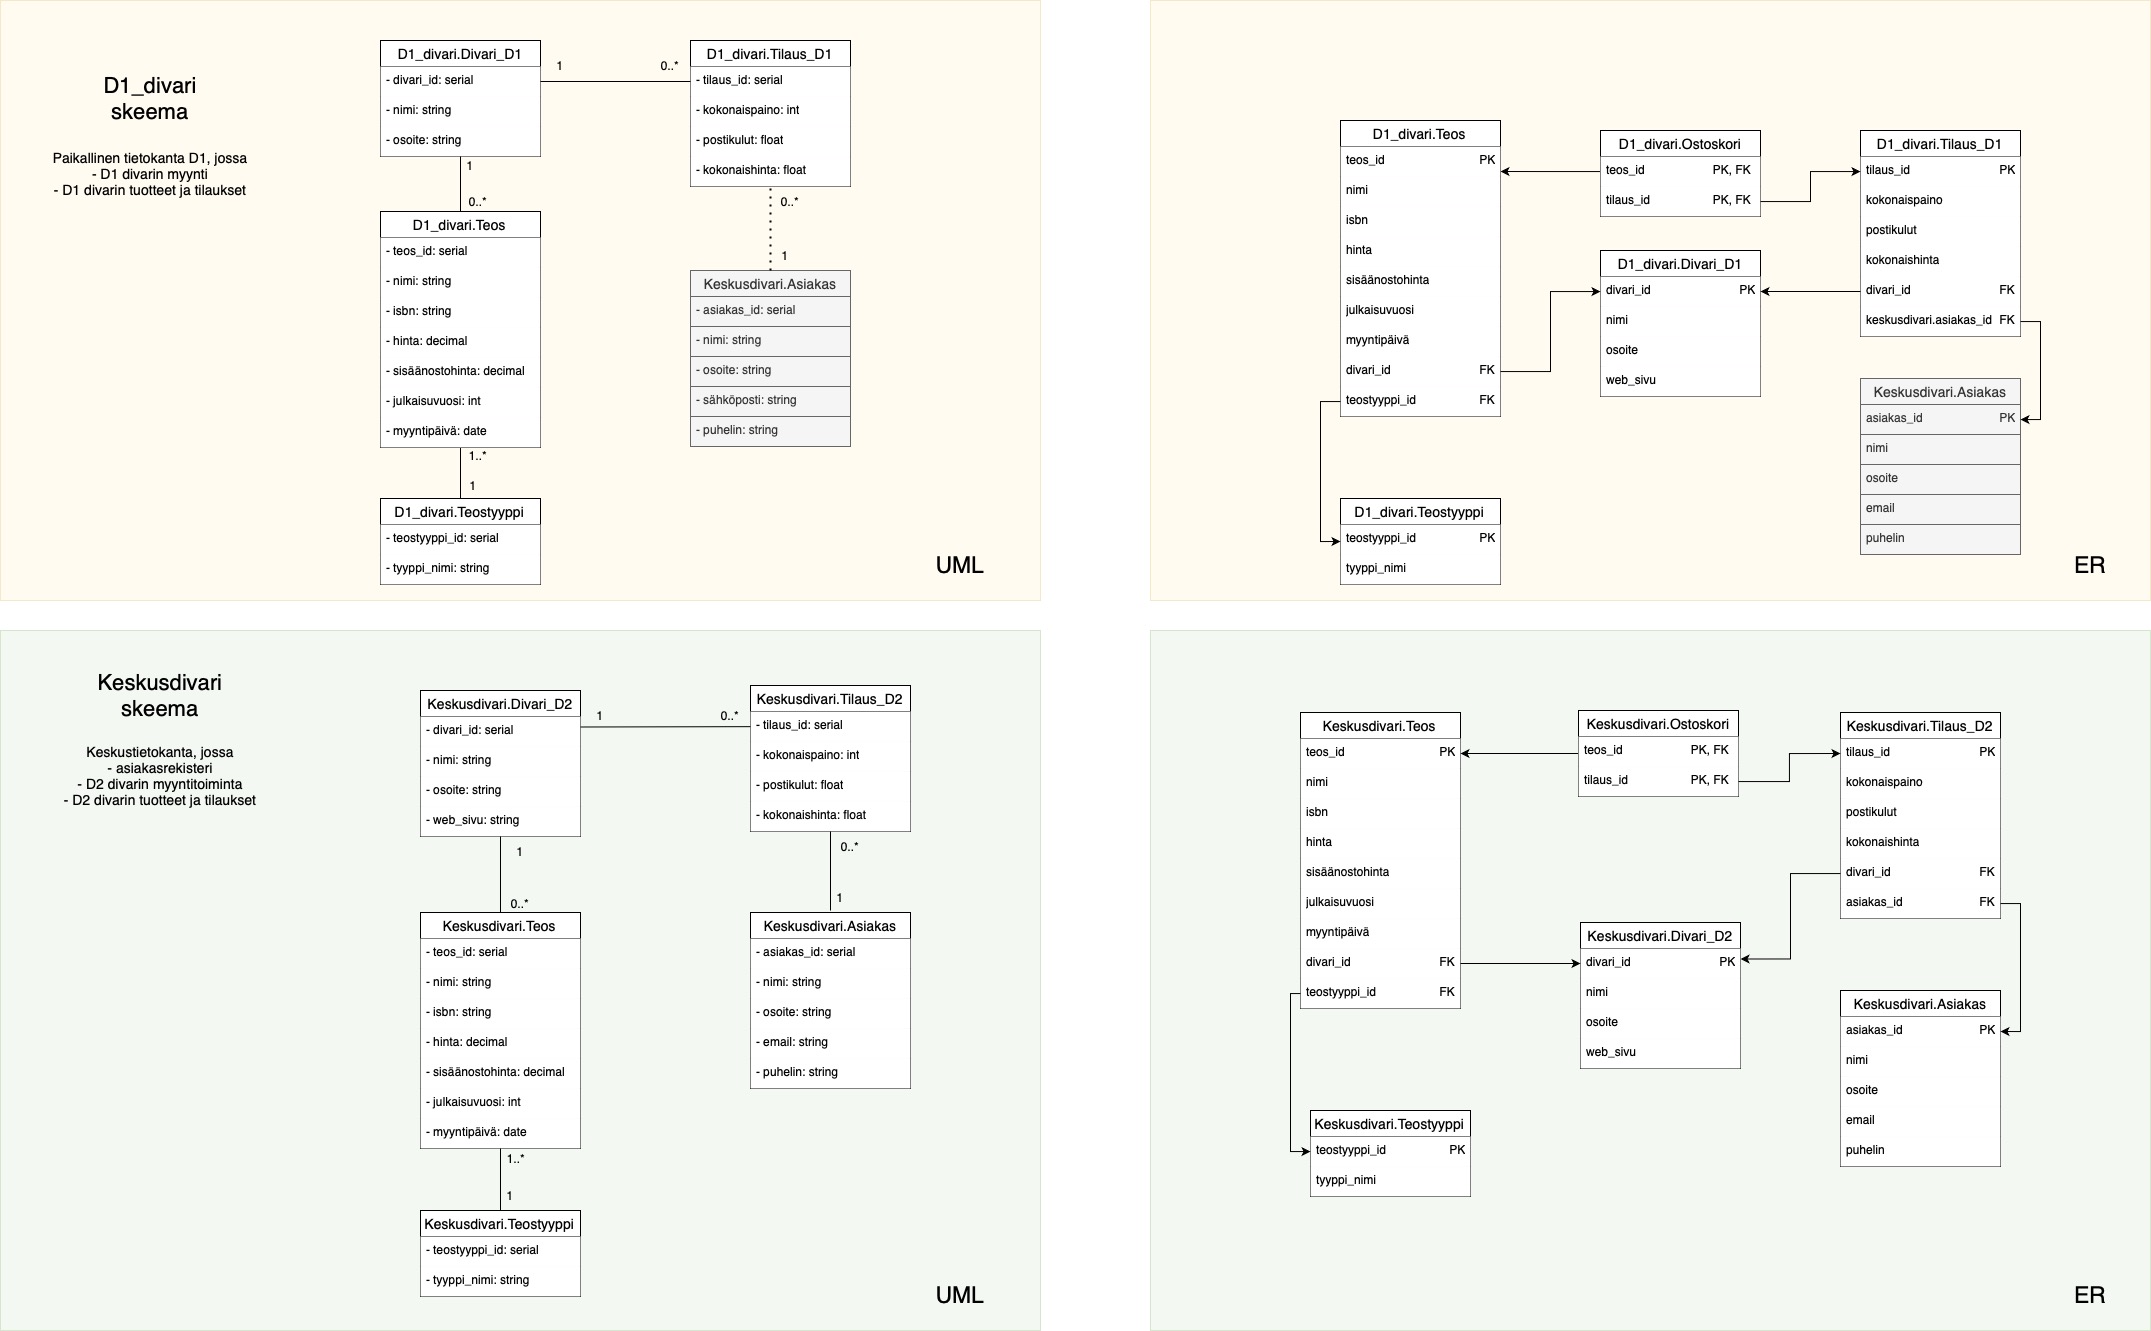 D1_divari
skeema
Paikallinen tietokanta D1, jossa
- D1 divarin myynti
- D1 divarin tuotteet ja tilaukset
D1_divari.Divari_D1
- divari_id: serial
- nimi: string
- osoite: string
1
0..*
D1_divari.Tilaus_D1
- tilaus_id: serial
- kokonaispaino: int
- postikulut: float
- kokonaishinta: float
1
0..*
D1_divari.Teos
- teos_id: serial
- nimi: string
- isbn: string
- hinta: decimal
- sisäänostohinta: decimal
- julkaisuvuosi: int
- myyntipäivä: date
0..*
1
Keskusdivari.Asiakas
- asiakas_id: serial
- nimi: string
- osoite: string
- sähköposti: string
- puhelin: string
1..*
1
D1_divari.Teostyyppi
- teostyyppi_id: serial
- tyyppi_nimi: string
UML
D1_divari.Teos
teos_id PK
nimi
isbn
hinta
sisäänostohinta
julkaisuvuosi
myyntipäivä
divari_id FK
teostyyppi_id FK
D1_divari.Ostoskori
teos_id PK, FK
tilaus_id PK, FK
D1_divari.Divari_D1
divari_id PK
nimi
osoite
web_sivu
D1_divari.Tilaus_D1
tilaus_id PK
kokonaispaino
postikulut
kokonaishinta
divari_id FK
keskusdivari.asiakas_id FK
Keskusdivari.Asiakas
asiakas_id PK
nimi
osoite
email
puhelin
D1_divari.Teostyyppi
teostyyppi_id PK
tyyppi_nimi
ER
Keskusdivari
skeema
Keskustietokanta, jossa
- asiakasrekisteri
- D2 divarin myyntitoiminta
- D2 divarin tuotteet ja tilaukset
Keskusdivari.Divari_D2
- divari_id: serial
- nimi: string
- osoite: string
- web_sivu: string
1
0..*
Keskusdivari.Tilaus_D2
- tilaus_id: serial
- kokonaispaino: int
- postikulut: float
- kokonaishinta: float
1
0..*
Keskusdivari.Teos
- teos_id: serial
- nimi: string
- isbn: string
- hinta: decimal
- sisäänostohinta: decimal
- julkaisuvuosi: int
- myyntipäivä: date
0..*
1
Keskusdivari.Asiakas
- asiakas_id: serial
- nimi: string
- osoite: string
- email: string
- puhelin: string
1..*
1
Keskusdivari.Teostyyppi
- teostyyppi_id: serial
- tyyppi_nimi: string
UML
Keskusdivari.Teos
teos_id PK
nimi
isbn
hinta
sisäänostohinta
julkaisuvuosi
myyntipäivä
divari_id FK
teostyyppi_id FK
Keskusdivari.Ostoskori
teos_id PK, FK
tilaus_id PK, FK
Keskusdivari.Tilaus_D2
tilaus_id PK
kokonaispaino
postikulut
kokonaishinta
divari_id FK
asiakas_id FK
Keskusdivari.Divari_D2
divari_id PK
nimi
osoite
web_sivu
Keskusdivari.Asiakas
asiakas_id PK
nimi
osoite
email
puhelin
Keskusdivari.Teostyyppi
teostyyppi_id PK
tyyppi_nimi
ER